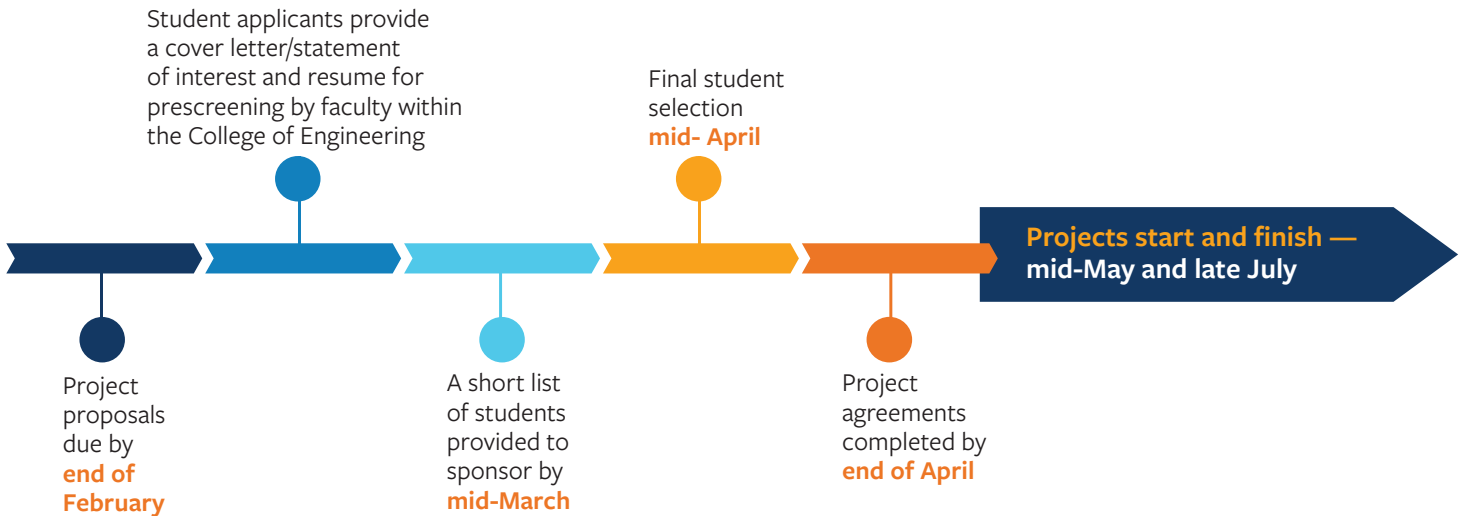 Student applicants provide
a cover letter/statement
of interest and resume for
prescreening by faculty within
the College of Engineering
Final student
selection
mid- April
Projects start and finish —
mid-May and late July
Project
proposals
due by
end of
February
A short list
of students
provided to
sponsor by
mid-March
Project
agreements
completed by
end of April